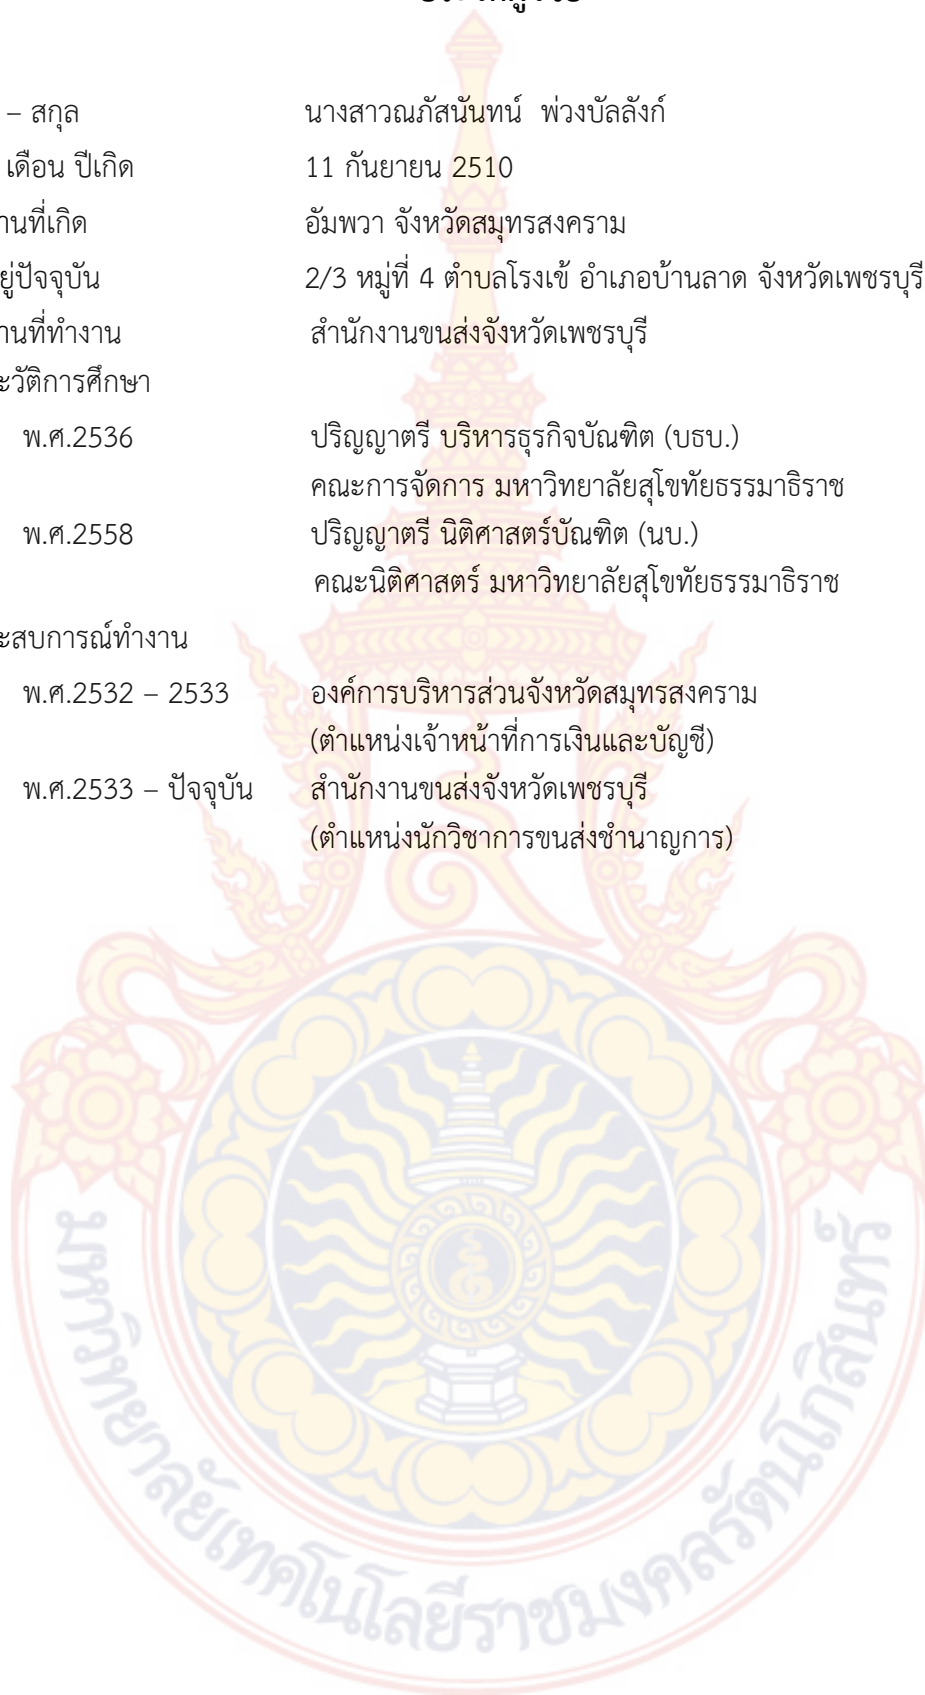 – สกุล นางสาวณภัสนันทน์ พ่วงบัลลังก์
เดือน ปีเกิด 11 กันยายน 2510
านที่เกิด อัมพวา จังหวัดสมุทรสงคราม
ยู่ปัจจุบัน 2/3 หมู่ที่ 4 ตำบลโรงเข้ อำเภอบ้านลาด จังหวัดเพชรบุรี
านที่ทำงาน สำนักงานขนส่งจังหวัดเพชรบุรี
ะวัติการศึกษา
พ.ศ.2536 ปริญญาตรี บริหารธุรกิจบัณฑิต (บธบ.)
คณะการจัดการ มหาวิทยาลัยสุโขทัยธรรมาธิราช
พ.ศ.2558 ปริญญาตรี นิติศาสตร์บัณฑิต (นบ.)
คณะนิติศาสตร์ มหาวิทยาลัยสุโขทัยธรรมาธิราช
ะสบการณ์ทำงาน
พ.ศ.2532 – 2533 องค์การบริหารส่วนจังหวัดสมุทรสงคราม
(ตำแหน่งเจ้าหน้าที่การเงินและบัญชี)
พ.ศ.2533 – ปัจจุบัน สำนักงานขนส่งจังหวัดเพชรบุรี
(ตำแหน่งนักวิชาการขนส่งชำนาญการ)
มหาวิทยาลัยเทคโนโลยีราชมงคลรัตนโกสินทร์